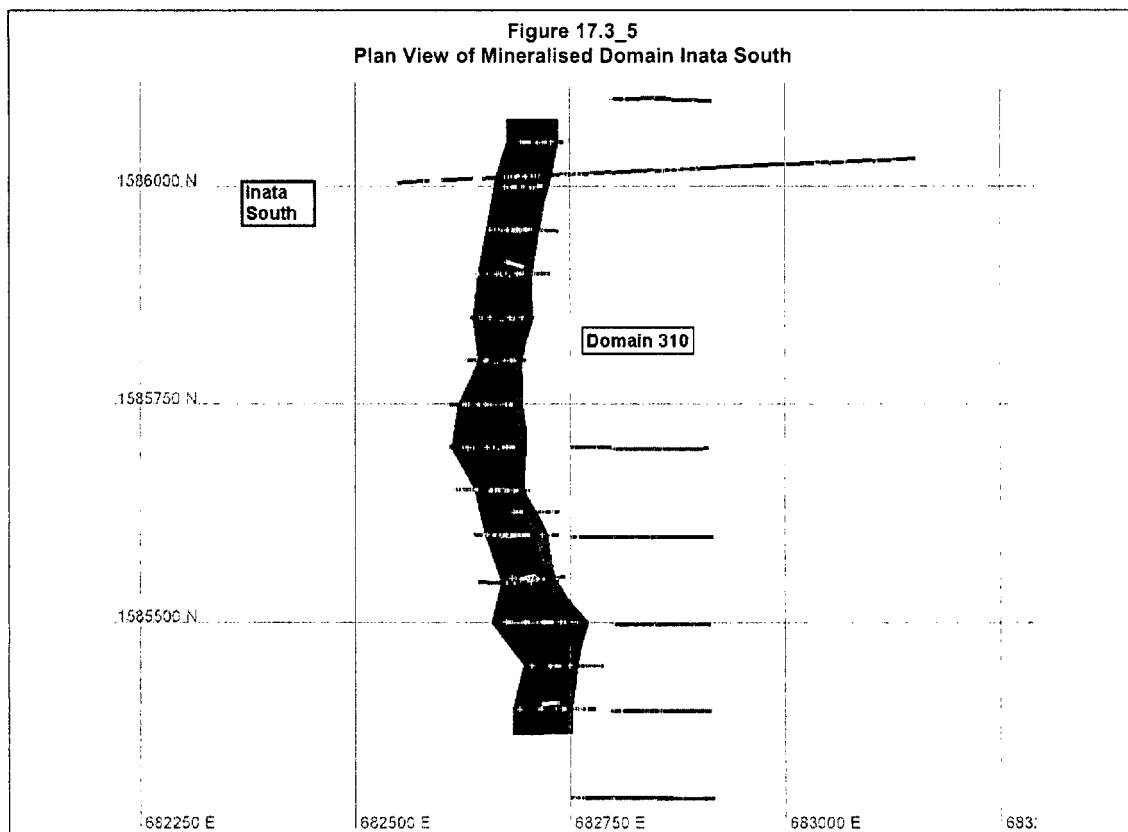 Figure 17.3_5
Plan View of Mineralised Domain Inata South
1586000 N
Inata
South
Domain 310
1585750 N
1585500 N
682250 E
682500 E
682750 E
683000 E
683